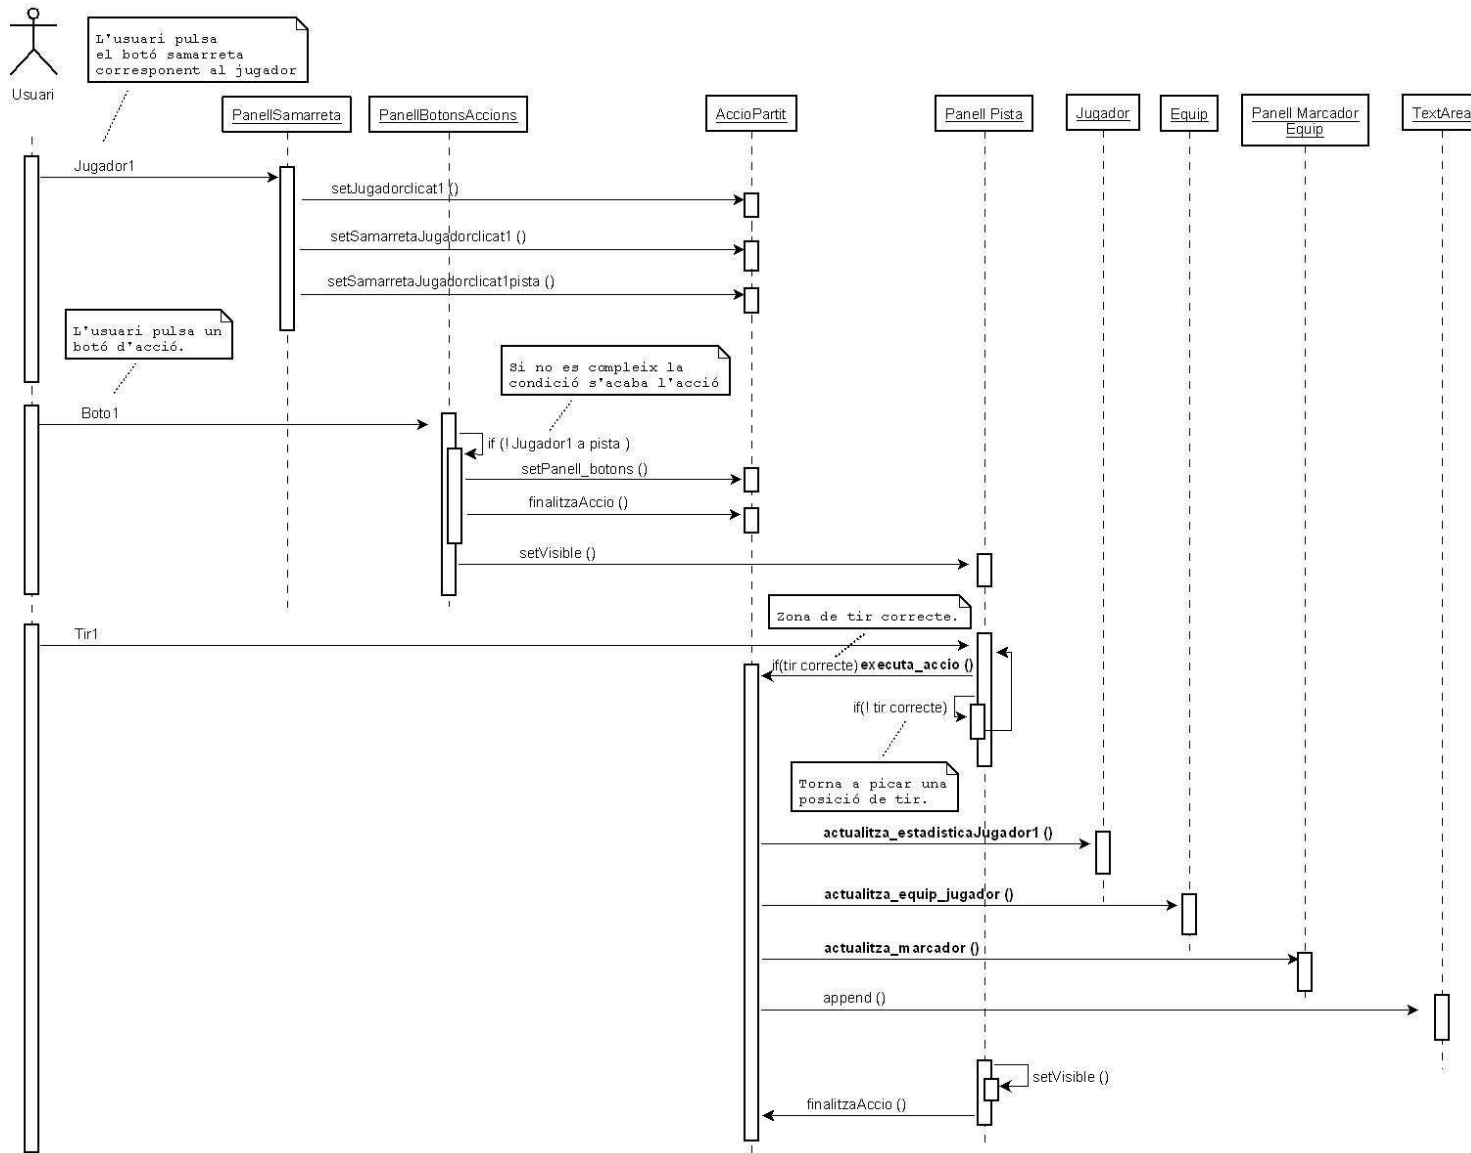 L'usuari pulsa
el botó samarreta
corresponent al jugador
Usuari
PanellSamarreta
PanellBotonsAccions
AccioPartit
Panell Pista
Jugador
Equip
Panell Marcador
Equip
TextArea
Jugador1
setJugadorclicat1 ()
setSamarretaJugadorclicat1 ()
setSamarretaJugadorclicat1pista ()
L'usuari pulsa un
botó d'acció.
Si no es compleix la
condició s'acaba l'acció
Boto1
if (! Jugador1 a pista )
setPanell_botons ()
finalitzaAccio ()
setVisible ()
Zona de tir correcte.
Tir1
if(tir correcte) executa_accio ()
if(! tir correcte)
Torna a picar una
posició de tir.
actualitza_estadisticaJugador1 ()
actualitza_equip_jugador ()
actualitza_marcador ()
append ()
setVisible ()
finalitzaAccio ()